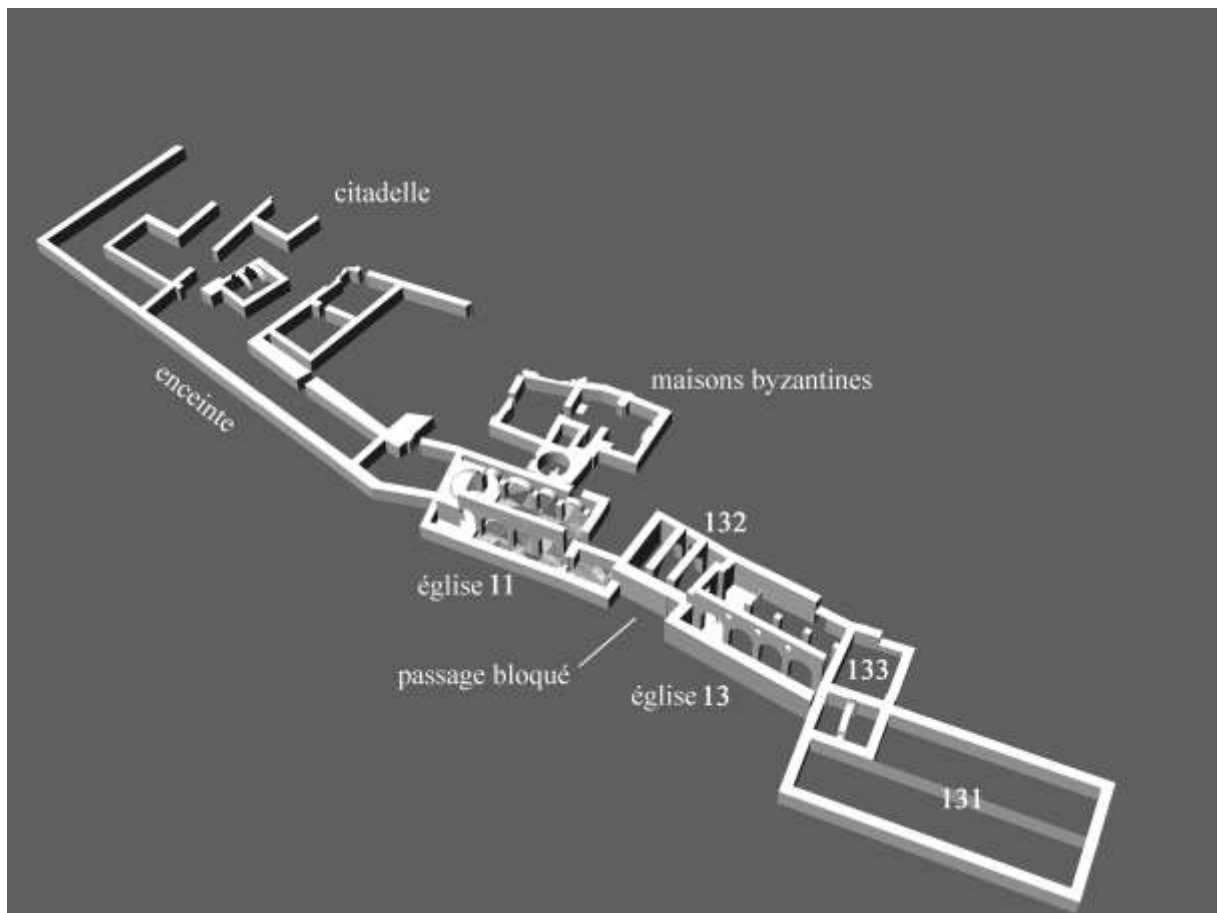 citadelle
maisons byzantines
enceinte
132
église 11
passage bloqué
133
église 13
131